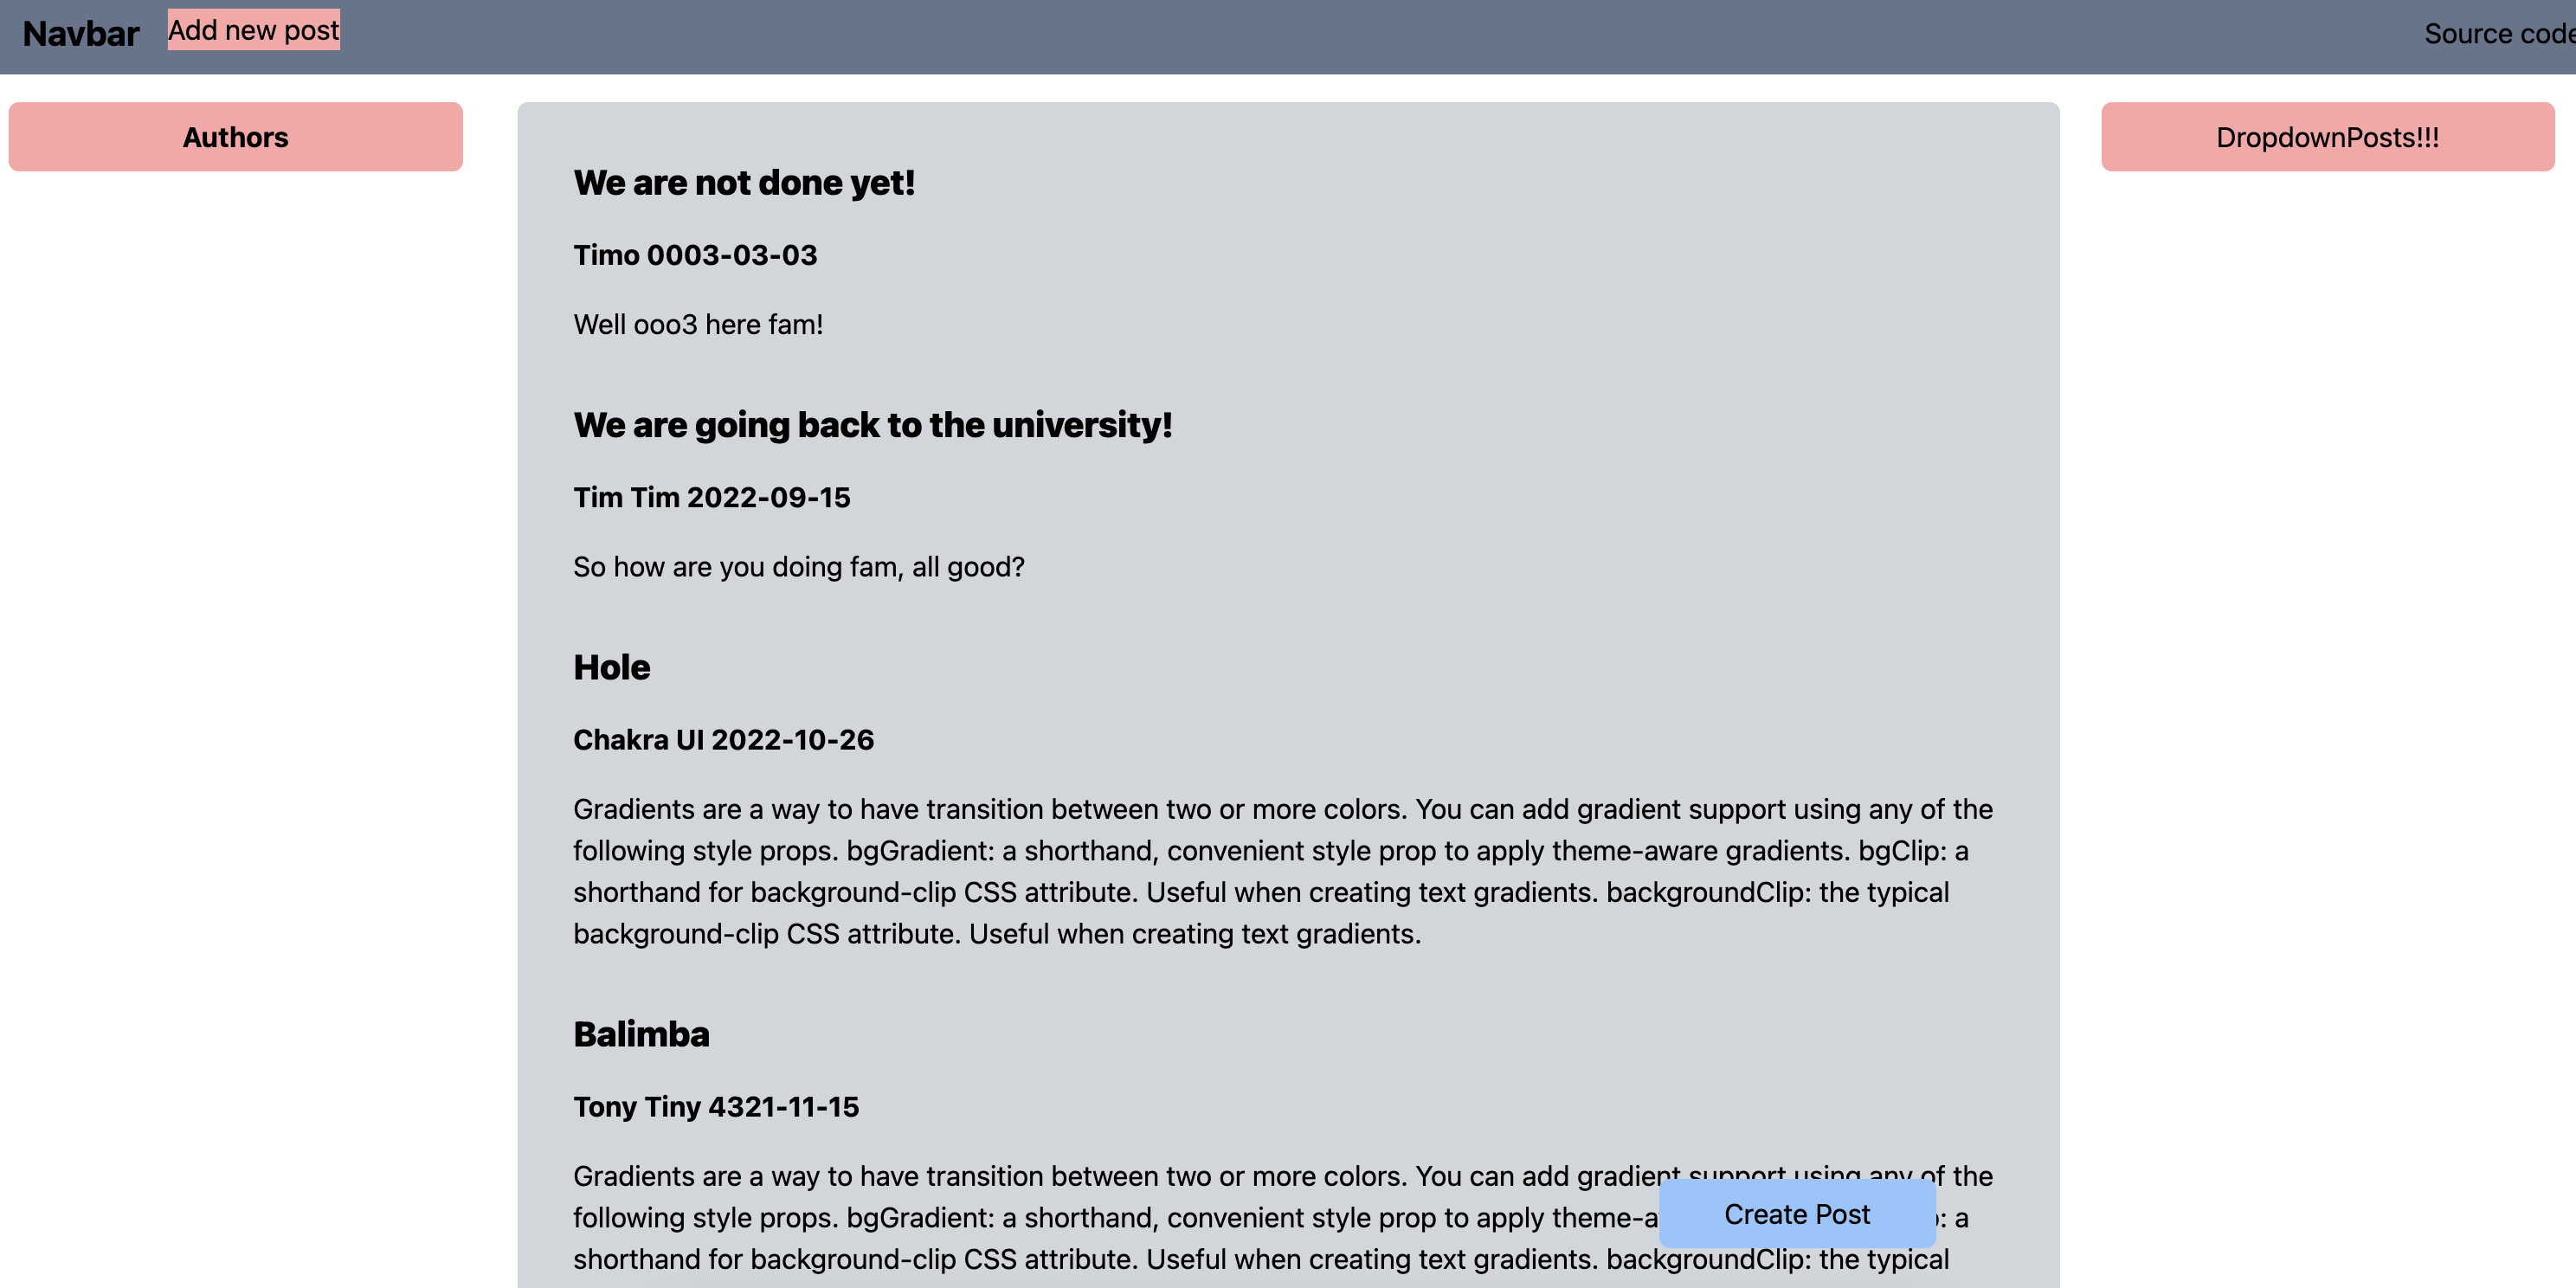 Navbar Add new post Source code
Authors
DropdownPosts!!!
We are not done yet!
Timo 0003-03-03
Well ooo3 here fam!
We are going back to the university!
Tim Tim 2022-09-15
So how are you doing fam, all good?
Hole
Chakra UI 2022-10-26
Gradients are a way to have transition between two or more colors. You can add gradient support using any of the
following style props. bgGradient: a shorthand, convenient style prop to apply theme-aware gradients. bgClip: a
shorthand for background-clip CSS attribute. Useful when creating text gradients. backgroundClip: the typical
background-clip CSS attribute. Useful when creating text gradients.
Balimba
Tony Tiny 4321-11-15
Gradients are a way to have transition between two or more colors. You can add gradient support using any of the
following style props. bgGradient: a shorthand, convenient style prop to apply a
shorthand for background-clip CSS attribute. Useful when creating text gradients. backgroundClip: the typical
Create Post